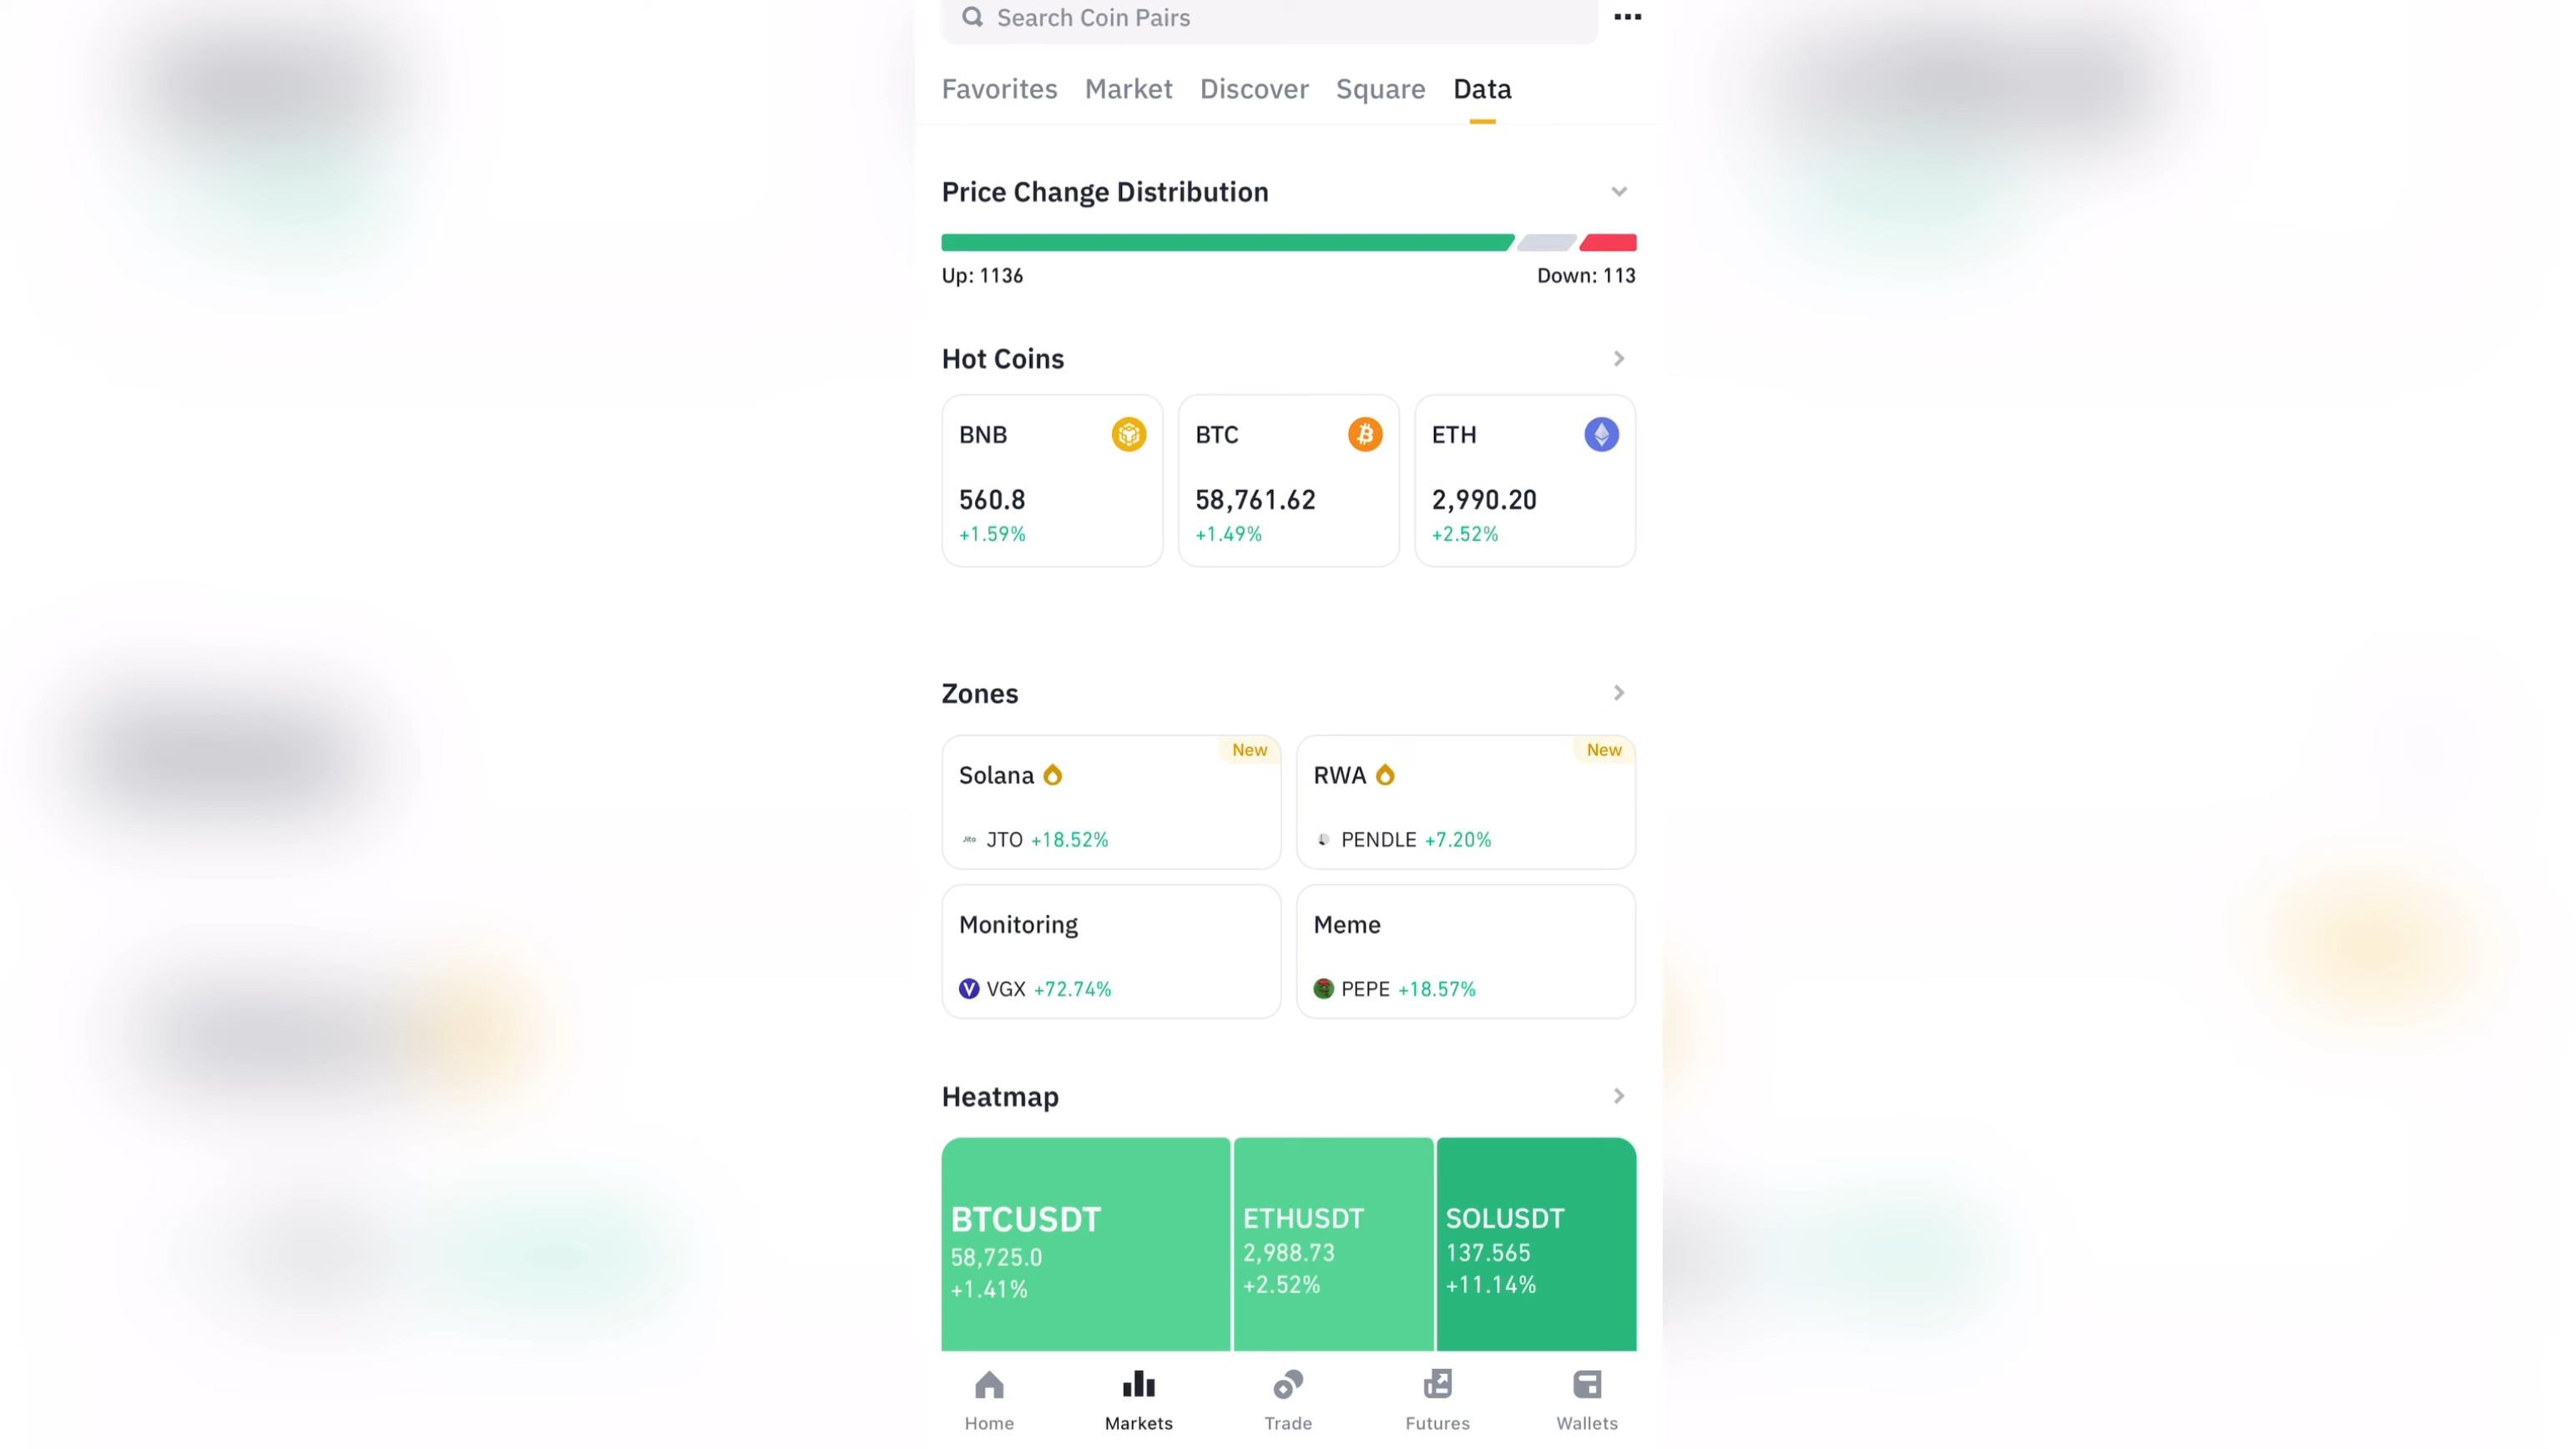 Search Coin Pairs
Favorites Market Discover Square Data
Price Change Distribution
Up: 1136 Down: 113
Hot Coins
BNB BTC ETH
560.8 58,761.62 2,990.20
+1.59% +1.49% +2.52%
Zones
New New
Solana RWA
Jito JTO +18.52% PENDLE +7.20%
Monitoring Meme
VGX +72.74% PEPE +18.57%
Heatmap
BTCUSDT ETHUSDT SOLUSDT
58,725.0 2,988.73 137.565
+1.41% +2.52% +11.14%
Home Markets Trade Futures Wallets